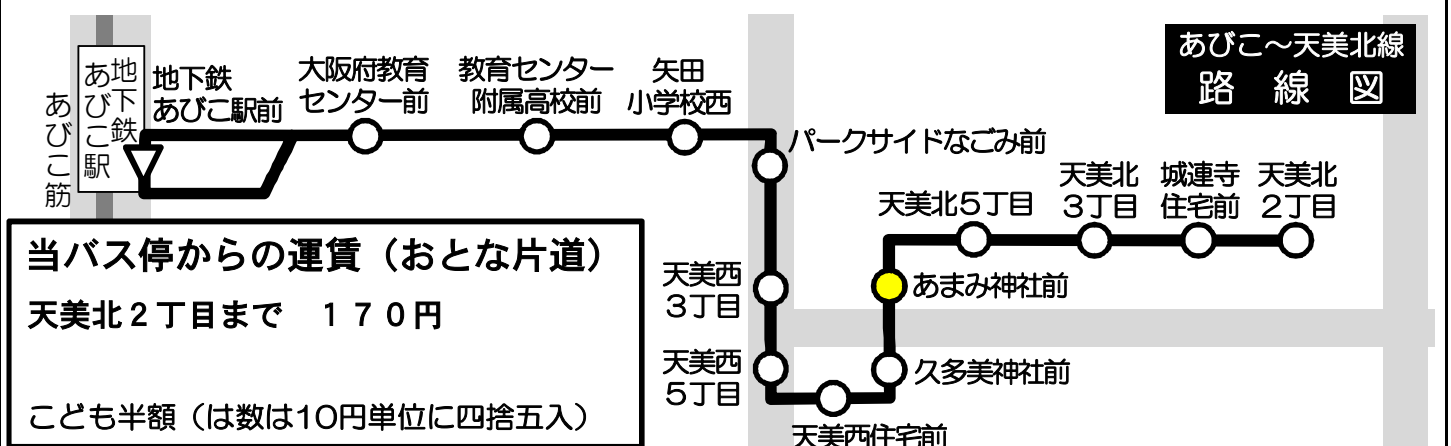 あびこ～天美北線
路線図
あびこ筋
地下鉄
あびこ駅
地下鉄
あびこ駅前
大阪府教育
センター前
教育センター
附属高校前
矢田
小学校西
パークサイドなごみ前
天美西
3丁目
天美西
5丁目
天美西住宅前
久多美神社前
あまみ神社前
天美北5丁目
天美北
3丁目
城連寺
住宅前
天美北
2丁目
当バス停からの運賃（おとな片道）
天美北２丁目まで　１７０円
こども半額（は数は10円単位に四捨五入）